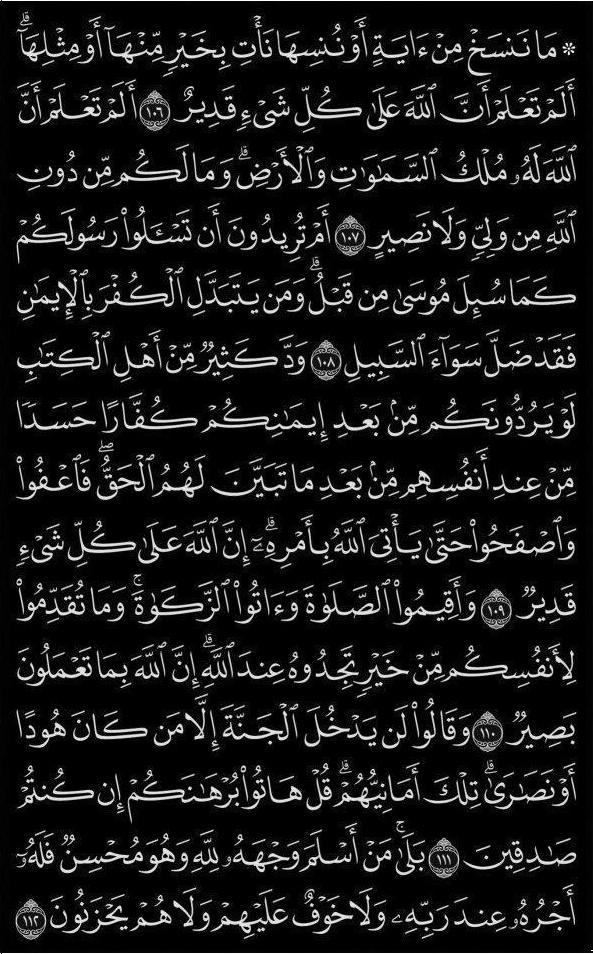 ۞ مَا نَنسَخْ مِنْ ءَايَةٍ أَوْ نُنسِهَا نَأْتِ بِخَيْرٍ مِّنْهَآ أَوْ مِثْلِهَآ ۗ
أَلَمْ تَعْلَمْ أَنَّ ٱللَّهَ عَلَىٰ كُلِّ شَىْءٍ قَدِيرٌ ١٠٦ أَلَمْ تَعْلَمْ أَنَّ
ٱللَّهَ لَهُۥ مُلْكُ ٱلسَّمَـٰوَٰتِ وَٱلْأَرْضِ ۗ وَمَا لَكُم مِّن دُونِ
ٱللَّهِ مِن وَلِىٍّ وَلَا نَصِيرٍ ١٠٧ أَمْ تُرِيدُونَ أَن تَسْـَٔلُوا۟ رَسُولَكُمْ
كَمَا سُئِلَ مُوسَىٰ مِن قَبْلُ ۗ وَمَن يَتَبَدَّلِ ٱلْكُفْرَ بِٱلْإِيمَـٰنِ
فَقَدْ ضَلَّ سَوَآءَ ٱلسَّبِيلِ ١٠٨ وَدَّ كَثِيرٌ مِّنْ أَهْلِ ٱلْكِتَـٰبِ
لَوْ يَرُدُّونَكُم مِّنۢ بَعْدِ إِيمَـٰنِكُمْ كُفَّارًا حَسَدًا
مِّنْ عِندِ أَنفُسِهِم مِّنۢ بَعْدِ مَا تَبَيَّنَ لَهُمُ ٱلْحَقُّ ۖ فَٱعْفُوا۟
وَٱصْفَحُوا۟ حَتَّىٰ يَأْتِىَ ٱللَّهُ بِأَمْرِهِۦٓ ۗ إِنَّ ٱللَّهَ عَلَىٰ كُلِّ شَىْءٍ
قَدِيرٌ ١٠٩ وَأَقِيمُوا۟ ٱلصَّلَوٰةَ وَءَاتُوا۟ ٱلزَّكَوٰةَ ۚ وَمَا تُقَدِّمُوا۟
لِأَنفُسِكُم مِّنْ خَيْرٍ تَجِدُوهُ عِندَ ٱللَّهِ ۗ إِنَّ ٱللَّهَ بِمَا تَعْمَلُونَ
بَصِيرٌ ١١٠ وَقَالُوا۟ لَن يَدْخُلَ ٱلْجَنَّةَ إِلَّا مَن كَانَ هُودًا
أَوْ نَصَـٰرَىٰ ۗ تِلْكَ أَمَانِيُّهُمْ ۗ قُلْ هَاتُوا۟ بُرْهَـٰنَكُمْ إِن كُنتُمْ
صَـٰدِقِينَ ١١١ بَلَىٰ ۚ مَنْ أَسْلَمَ وَجْهَهُۥ لِلَّهِ وَهُوَ مُحْسِنٌ فَلَهُۥٓ
أَجْرُهُۥ عِندَ رَبِّهِۦ وَلَا خَوْفٌ عَلَيْهِمْ وَلَا هُمْ يَحْزَنُونَ ١١٢